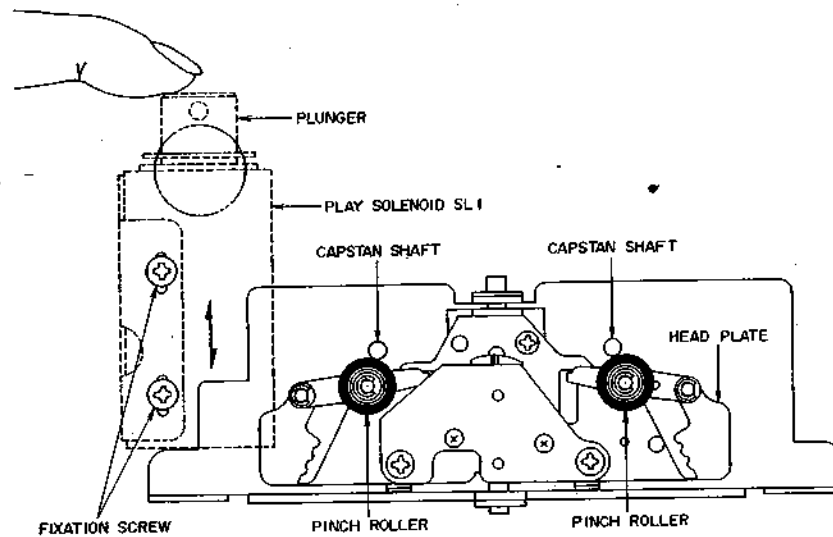 PLUNGER
PLAY SOLENOID SL1
CAPSTAN SHAFT
CAPSTAN SHAFT
HEAD PLATE
FIXATION SCREW
PINCH ROLLER
PINCH ROLLER